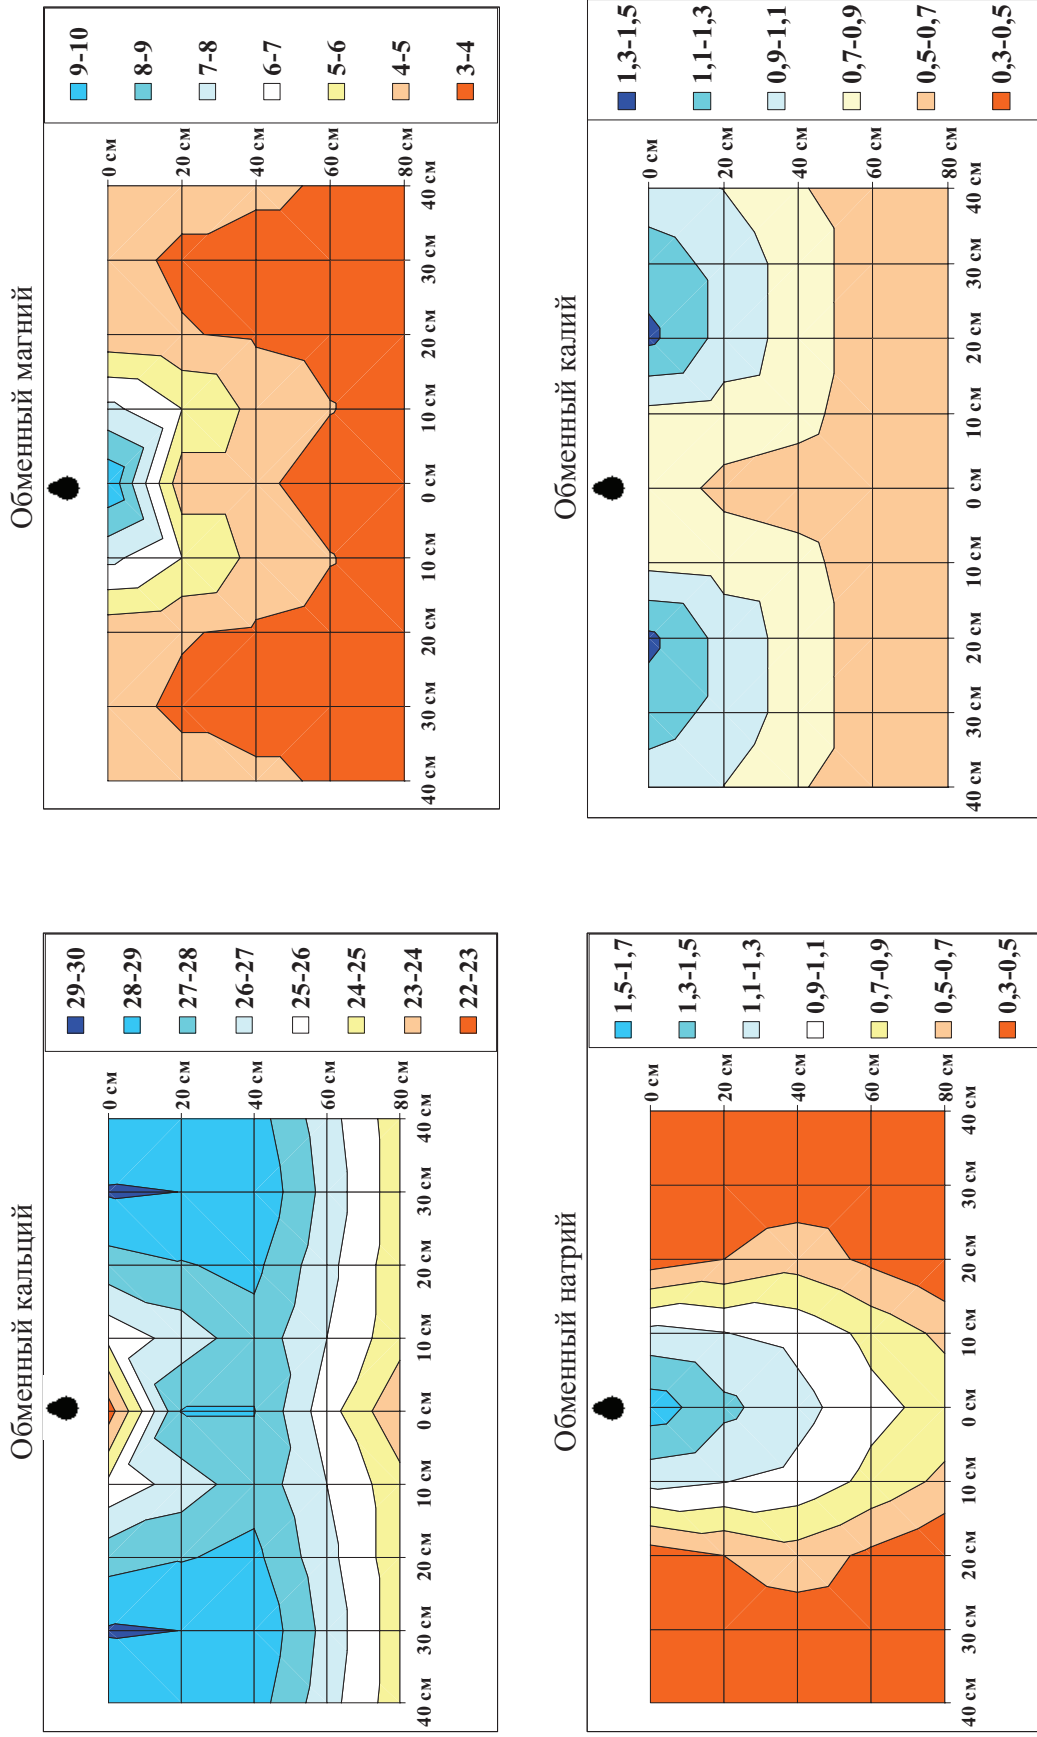 Обменный кальций
0 см
20 см
40 см
60 см
80 см
40 см 30 см 20 см 10 см 0 см 10 см 20 см 30 см 40 см
29-30
28-29
27-28
26-27
25-26
24-25
23-24
22-23
Обменный магний
0 см
20 см
40 см
60 см
80 см
40 см 30 см 20 см 10 см 0 см 10 см 20 см 30 см 40 см
9-10
8-9
7-8
6-7
5-6
4-5
3-4
Обменный натрий
0 см
20 см
40 см
60 см
80 см
40 см 30 см 20 см 10 см 0 см 10 см 20 см 30 см 40 см
1,5-1,7
1,3-1,5
1,1-1,3
0,9-1,1
0,7-0,9
0,5-0,7
0,3-0,5
Обменный калий
0 см
20 см
40 см
60 см
80 см
40 см 30 см 20 см 10 см 0 см 10 см 20 см 30 см 40 см
1,3-1,5
1,1-1,3
0,9-1,1
0,7-0,9
0,5-0,7
0,3-0,5